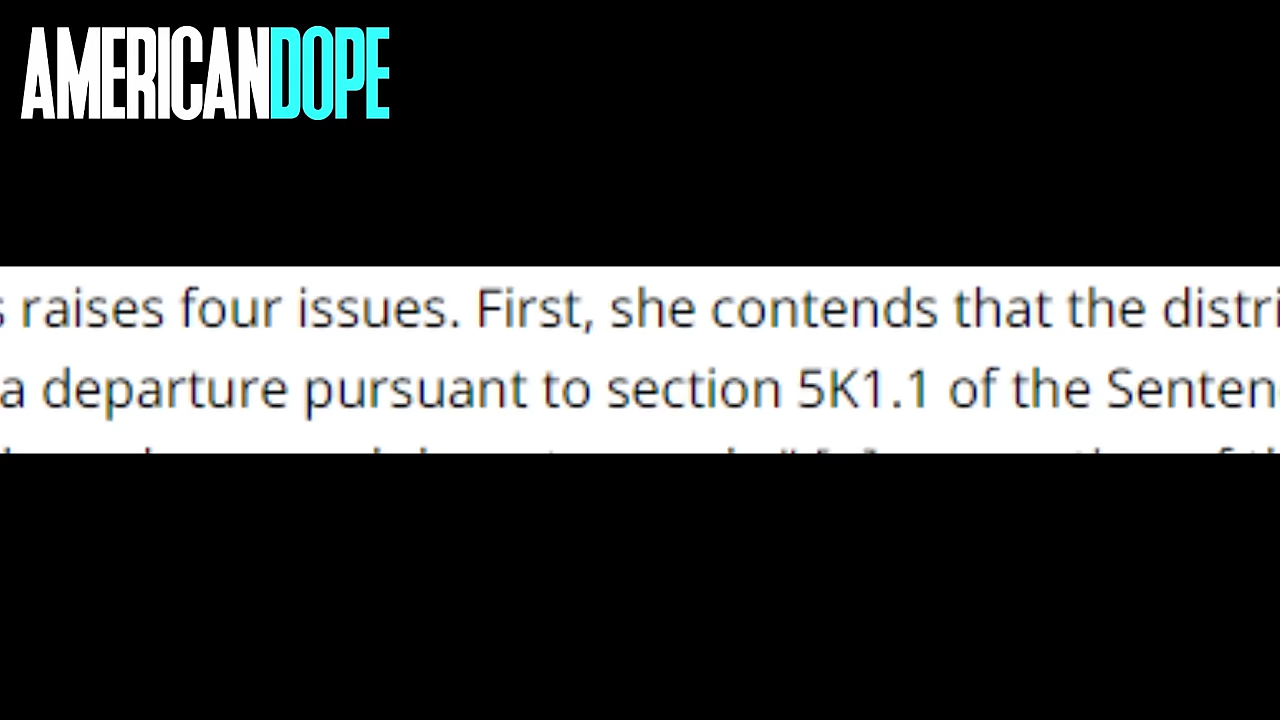 AMERICANDOPE
raises four issues. First, she contends that the distri
a departure pursuant to section 5K1.1 of the Senten